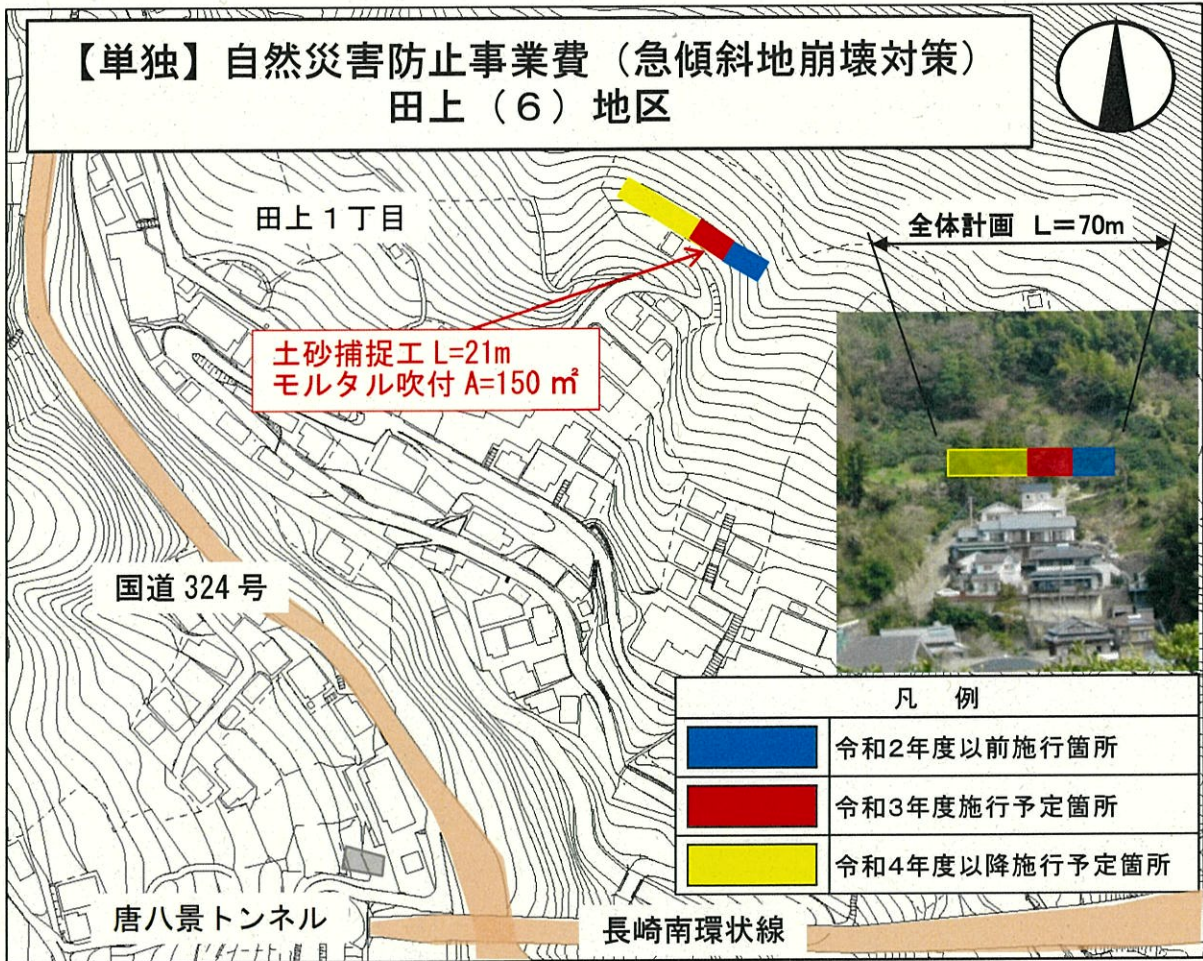 【単独】自然災害防止事業費（急傾斜地崩壊対策）
田上（６）地区
田上１丁目
全体計画 L=70m
土砂捕捉工 L=21m
モルタル吹付 A=150 ㎡
国道 324 号
凡 例
令和2年度以前施行箇所
令和3年度施行予定箇所
令和4年度以降施行予定箇所
唐八景トンネル
長崎南環状線